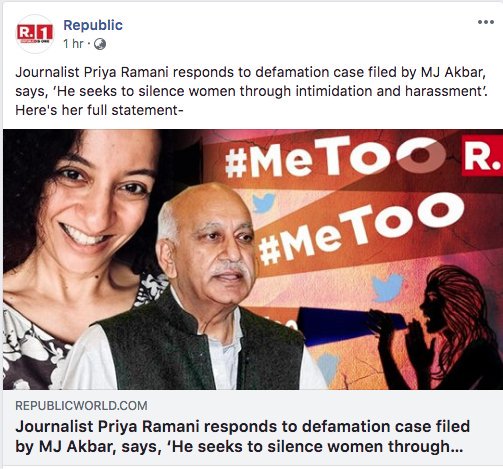 R.1
Republic
1 hr ·
Journalist Priya Ramani responds to defamation case filed by MJ Akbar,
says, ‘He seeks to silence women through intimidation and harassment’.
Here's her full statement-
#MeToo
R.
#MeToo
REPUBLICWORLD.COM
Journalist Priya Ramani responds to defamation case filed
by MJ Akbar, says, ‘He seeks to silence women through...